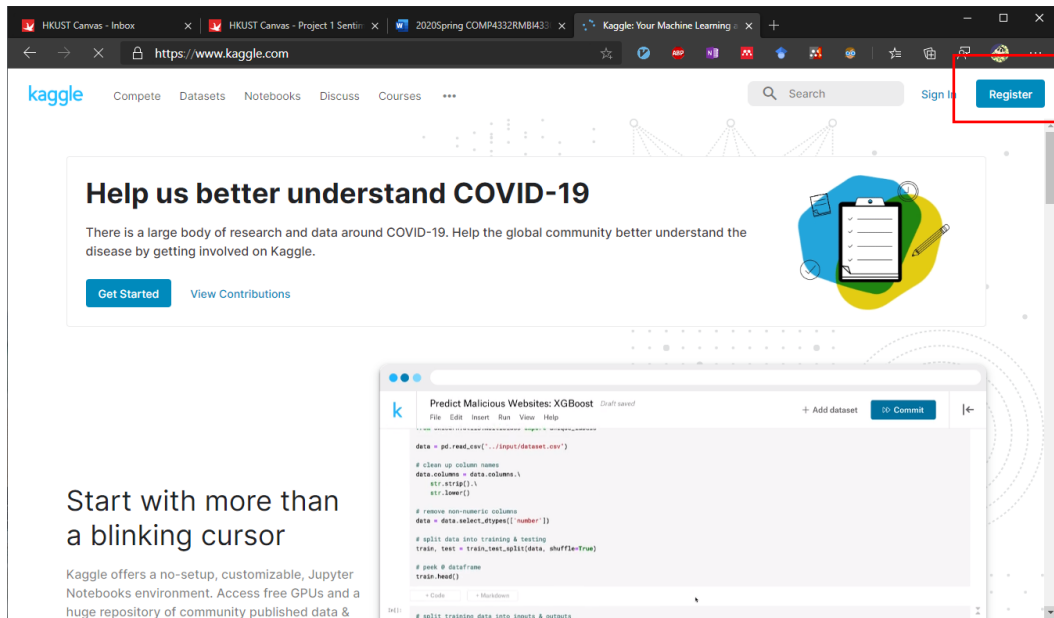 HKUST Canvas - Inbox
HKUST Canvas - Project 1 Sentin
2020Spring COMP4332RMBI433
Kaggle: Your Machine Learning a
https://www.kaggle.com
ABP
kaggle
Compete Datasets Notebooks Discuss Courses •••
Search
Sign In
Register
Help us better understand COVID-19
There is a large body of research and data around COVID-19. Help the global community better understand the
disease by getting involved on Kaggle.
Get Started
View Contributions
k
Predict Malicious Websites: XGBoost Draft saved
File Edit Insert Run View Help
+ Add dataset
Commit
data = pd.read_csv("../input/dataset.csv")
# clean up column names
data.columns = data.columns.\
str.strip().\
str.lower()
# remove non-numeric columns
data = data.select_dtypes(['number'])
# split data into training & testing
train, test = train_test_split(data, shuffle=True)
# peek @ dataframe
train.head()
+ Code + Markdown
# split training data into inputs & outputs
Start with more than
a blinking cursor
Kaggle offers a no-setup, customizable, Jupyter
Notebooks environment. Access free GPUs and a
huge repository of community published data &